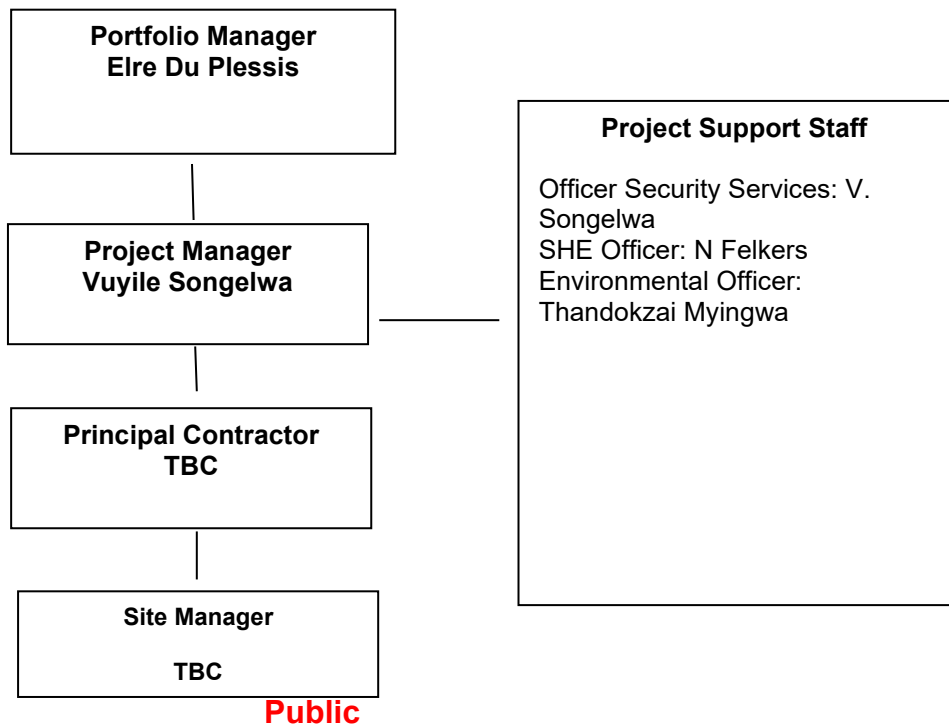 Portfolio Manager
Elre Du Plessis
Project Manager
Vuyile Songelwa
Principal Contractor
TBC
Site Manager
TBC
Project Support Staff
Officer Security Services: V.
Songelwa
SHE Officer: N Felkers
Environmental Officer:
Thandokzai Myingwa
Public